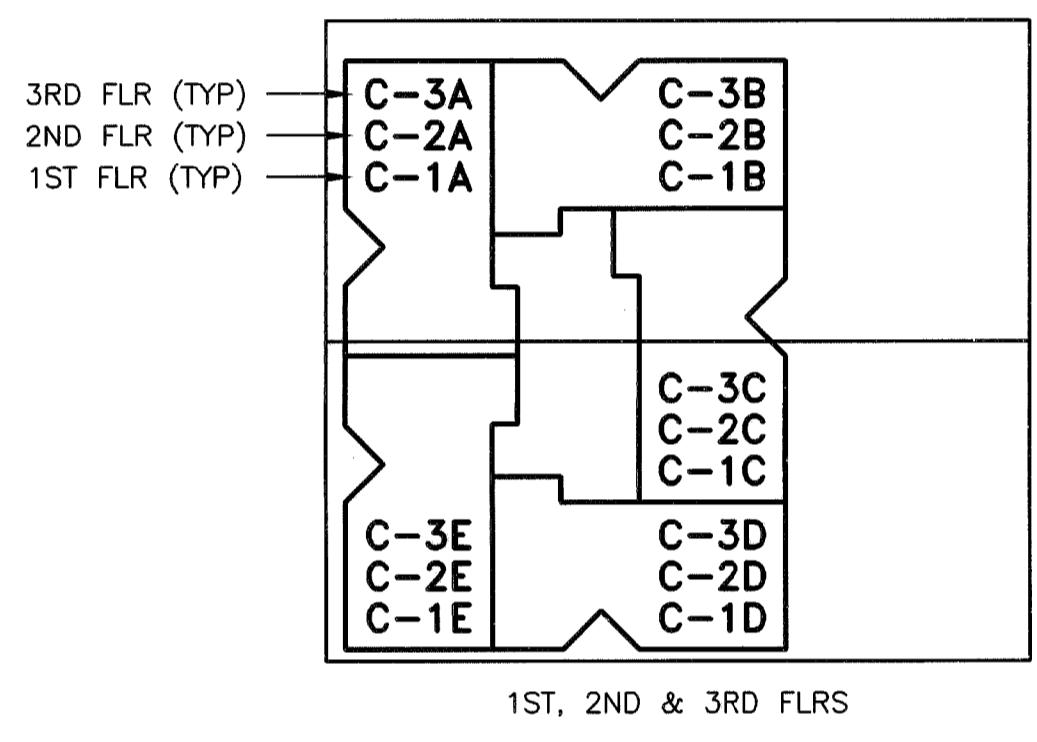 3RD FLR (TYP)
2ND FLR (TYP)
1ST FLR (TYP)
C-3A
C-2A
C-1A
C-3B
C-2B
C-1B
C-3C
C-2C
C-1C
C-3E
C-2E
C-1E
C-3D
C-2D
C-1D
1ST, 2ND & 3RD FLRS